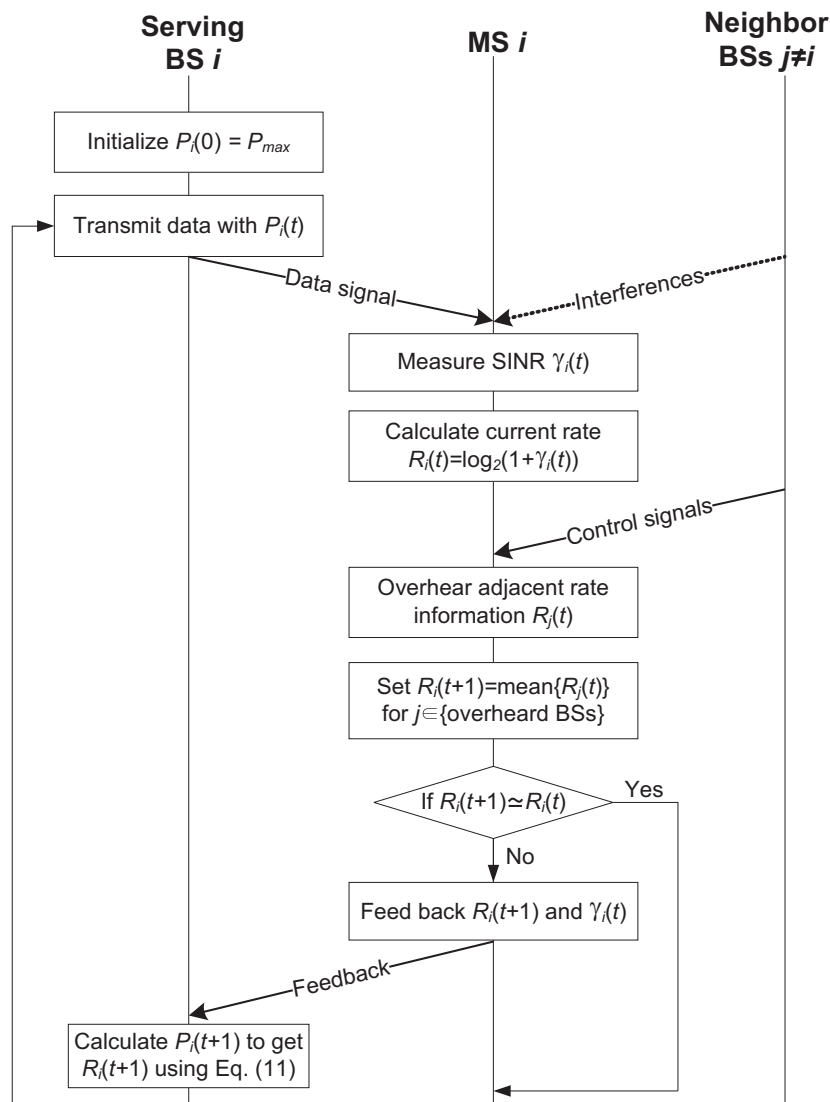 Serving
BS i
MS i
Neighbor
BSs j≠i
Initialize Pi(0) = Pmax
Transmit data with Pi(t)
Data signal
Interferences
Measure SINR γi(t)
Calculate current rate
Ri(t)=log2(1+γi(t))
Control signals
Overhear adjacent rate
information Rj(t)
Set Ri(t+1)=mean{Rj(t)}
for j∈{overheard BSs}
If Ri(t+1)≃Ri(t)
Yes
No
Feed back Ri(t+1) and γi(t)
Feedback
Calculate Pi(t+1) to get
Ri(t+1) using Eq. (11)